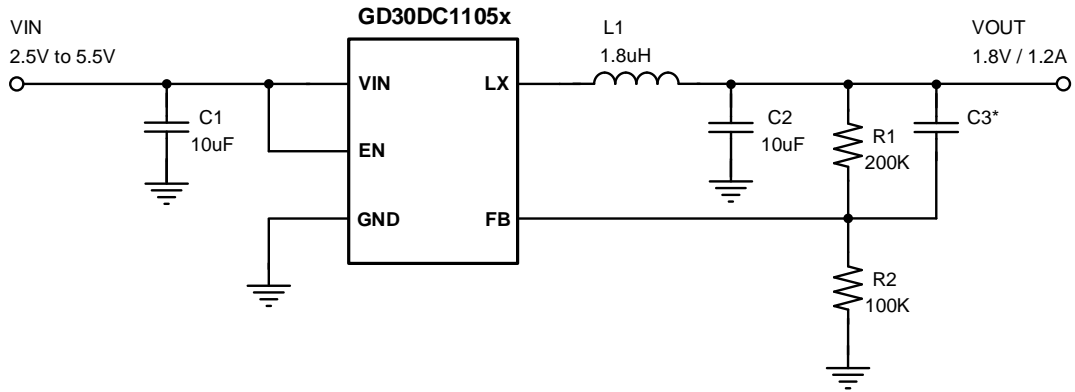 GD30DC1105x
VIN
2.5V to 5.5V
L1
1.8uH
VOUT
1.8V / 1.2A
VIN
LX
C1
10uF
EN
C2
10uF
R1
200K
C3*
GND
FB
R2
100K